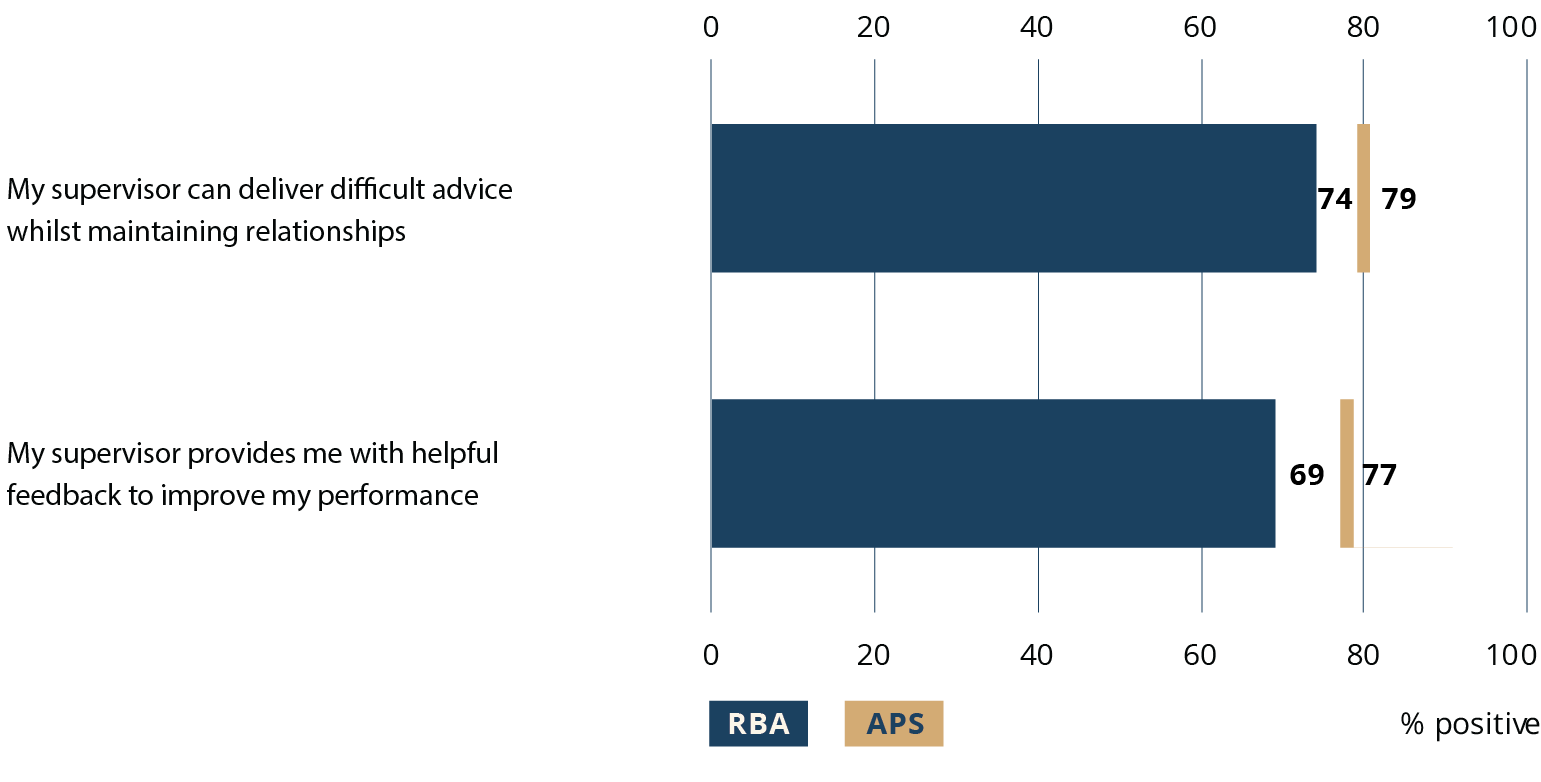 0 20 40 60 80 100
My supervisor can deliver difficult advice
whilst maintaining relationships
74 79
My supervisor provides me with helpful
feedback to improve my performance
69 77
0 20 40 60 80 100
RBA APS % positive